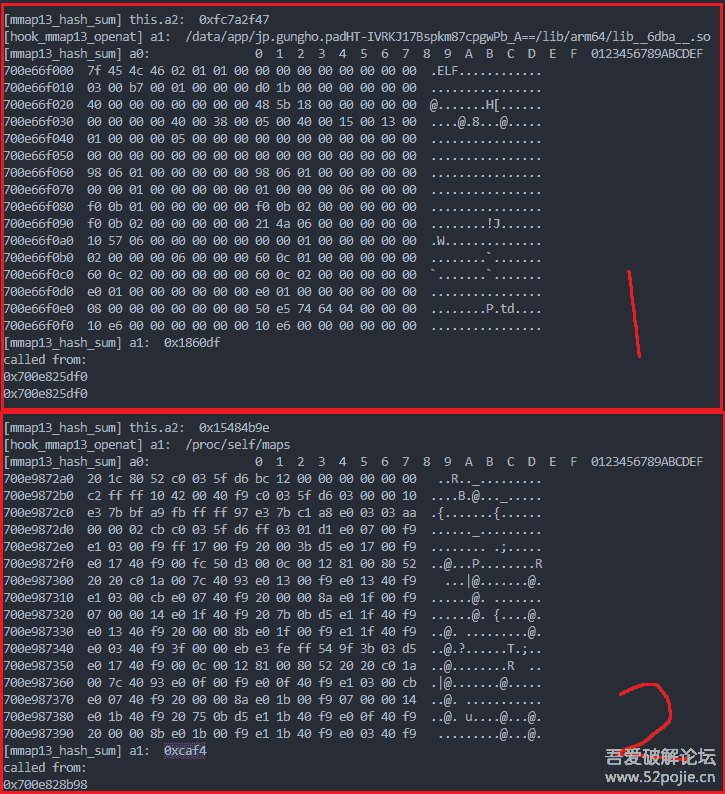 [mmap13_hash_sum] this.a2:  0xfc7a2f47
[hook_mmap13_openat] a1:  /data/app/jp.gungho.padHT-IVRKJ17Bspkm87cpgwPb_A==/lib/arm64/lib__6dba__.so
[mmap13_hash_sum] a0:  0  1  2  3  4  5  6  7  8  9  A  B  C  D  E  F  0123456789ABCDEF
700e66f000  7f 45 4c 46 02 01 01 00 00 00 00 00 00 00 00 00  .ELF............
700e66f010  03 00 b7 00 01 00 00 00 d0 1b 00 00 00 00 00 00  ................
700e66f020  40 00 00 00 00 00 00 00 48 5b 18 00 00 00 00 00  @.......H[......
700e66f030  00 00 00 00 40 00 38 00 05 00 40 00 15 00 13 00  ....@.8...@.....
700e66f040  01 00 00 00 05 00 00 00 00 00 00 00 00 00 00 00  ................
700e66f050  00 00 00 00 00 00 00 00 00 00 00 00 00 00 00 00  ................
700e66f060  98 06 01 00 00 00 00 00 98 06 01 00 00 00 00 00  ................
700e66f070  00 00 01 00 00 00 00 00 01 00 00 00 06 00 00 00  ................
700e66f080  f0 0b 01 00 00 00 00 00 f0 0b 02 00 00 00 00 00  ................
700e66f090  f0 0b 02 00 00 00 00 00 21 4a 06 00 00 00 00 00  ........!J......
700e66f0a0  10 57 06 00 00 00 00 00 00 00 01 00 00 00 00 00  .W..............
700e66f0b0  02 00 00 00 06 00 00 00 60 0c 01 00 00 00 00 00  ........`.......
700e66f0c0  60 0c 02 00 00 00 00 00 60 0c 02 00 00 00 00 00  `.......`.......
700e66f0d0  e0 01 00 00 00 00 00 00 e0 01 00 00 00 00 00 00  ................
700e66f0e0  08 00 00 00 00 00 00 00 50 e5 74 64 04 00 00 00  ........P.td....
700e66f0f0  10 e6 00 00 00 00 00 00 10 e6 00 00 00 00 00 00  ................
[mmap13_hash_sum] a1:  0x1860df
called from:
0x700e825df0
0x700e825df0
1
[mmap13_hash_sum] this.a2:  0x15484b9e
[hook_mmap13_openat] a1:  /proc/self/maps
[mmap13_hash_sum] a0:  0  1  2  3  4  5  6  7  8  9  A  B  C  D  E  F  0123456789ABCDEF
700e9872a0  20 1c 80 52 c0 03 5f d6 bc 12 00 00 00 00 00 00   ..R.._.........
700e9872b0  c2 ff ff 10 42 00 40 f9 c0 03 5f d6 03 00 00 10  ....B.@..._.....
700e9872c0  e3 7b bf a9 fb ff ff 97 e3 7b c1 a8 e0 03 03 aa  .{.......{......
700e9872d0  00 00 02 cb c0 03 5f d6 ff 03 01 d1 e0 07 00 f9  ......_.........
700e9872e0  e1 03 00 f9 ff 17 00 f9 20 00 3b d5 e0 17 00 f9  ........ .;.....
700e9872f0  e0 17 40 f9 00 fc 50 d3 00 0c 00 12 81 00 80 52  ..@...P........R
700e987300  20 20 c0 1a 00 7c 40 93 e0 13 00 f9 e0 13 40 f9    ...|@.......@.
700e987310  e1 03 00 cb e0 07 40 f9 20 00 00 8a e0 1f 00 f9  ......@. .......
700e987320  07 00 00 14 e0 1f 40 f9 20 7b 0b d5 e1 1f 40 f9  ......@. {....@.
700e987330  e0 13 40 f9 20 00 00 8b e0 1f 00 f9 e1 1f 40 f9  ..@. .........@.
700e987340  e0 03 40 f9 3f 00 00 eb e3 fe ff 54 9f 3b 03 d5  ..@.?......T.;..
700e987350  e0 17 40 f9 00 0c 00 12 81 00 80 52 20 20 c0 1a  ..@........R  ..
700e987360  00 7c 40 93 e0 0f 00 f9 e0 0f 40 f9 e1 03 00 cb  .|@.......@.....
700e987370  e0 07 40 f9 20 00 00 8a e0 1b 00 f9 07 00 00 14  ..@. ...........
700e987380  e0 1b 40 f9 20 75 0b d5 e1 1b 40 f9 e0 0f 40 f9  ..@. u....@...@.
700e987390  20 00 00 8b e0 1b 00 f9 e1 1b 40 f9 e0 03 40 f9   .........@...@.
[mmap13_hash_sum] a1:  0xcaf4
called from:
0x700e828b98
2
吾爱破解论坛
www.52pojie.cn